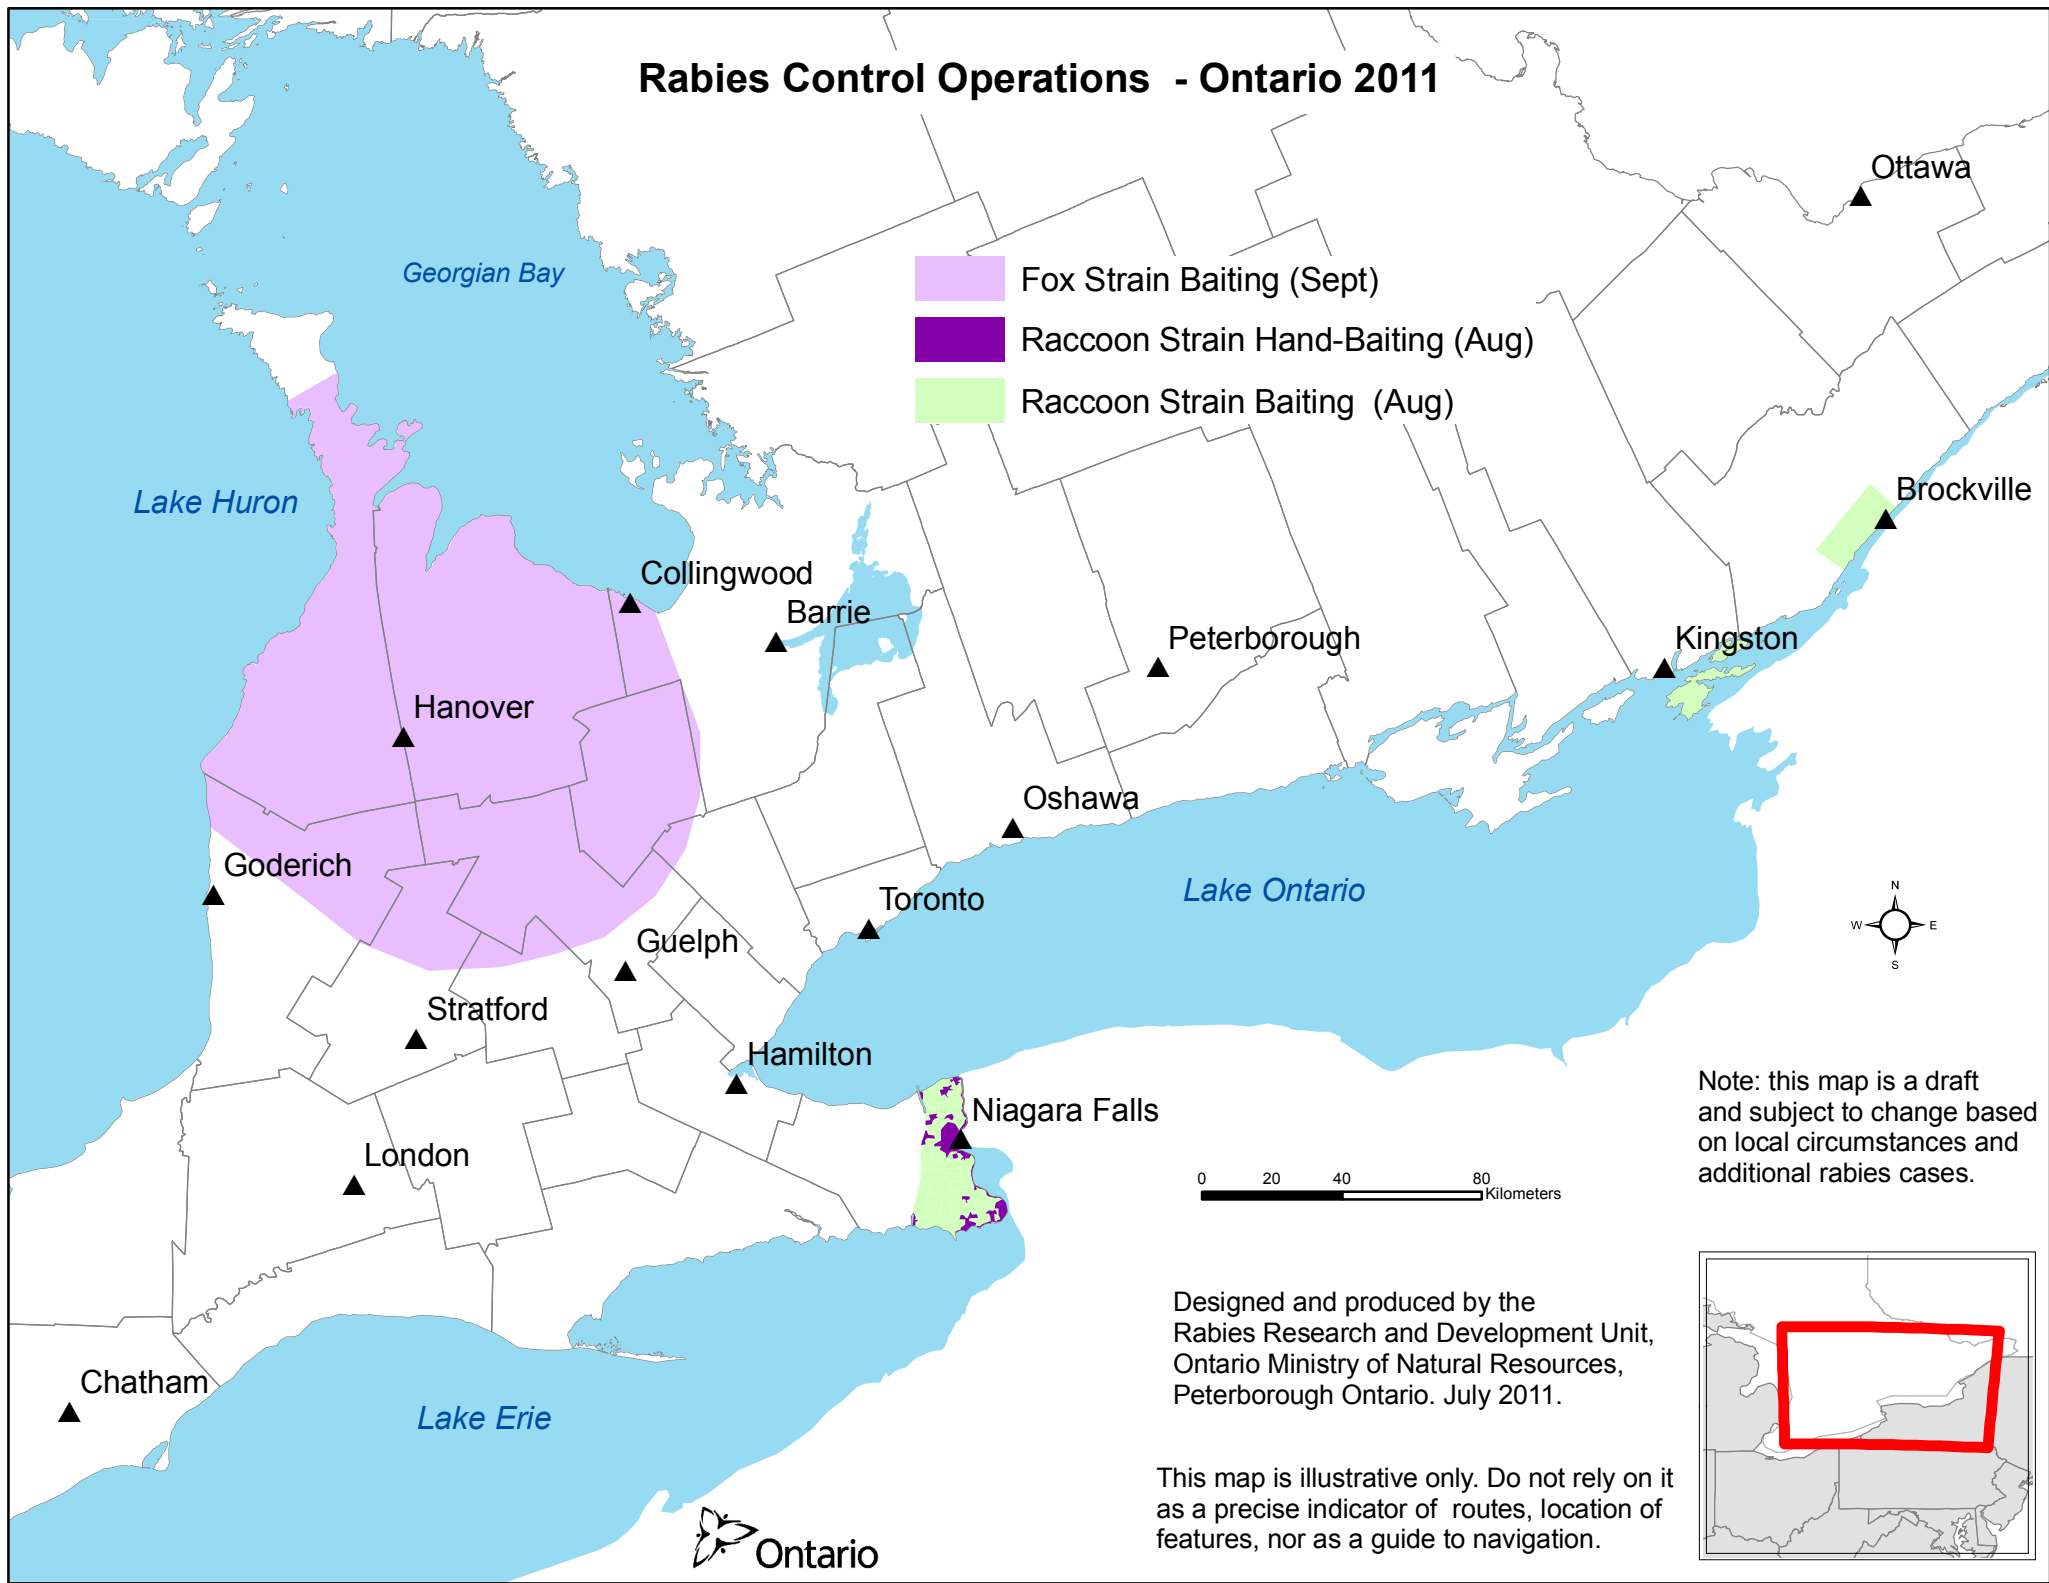 Rabies Control Operations - Ontario 2011
Ottawa
Georgian Bay
Fox Strain Baiting (Sept)
Raccoon Strain Hand-Baiting (Aug)
Raccoon Strain Baiting (Aug)
Lake Huron
Brockville
Collingwood
Barrie
Peterborough
Kingston
Hanover
Oshawa
Goderich
Toronto
Lake Ontario
N
W E
S
Guelph
Stratford
Hamilton
Niagara Falls
London
Note: this map is a draft
and subject to change based
on local circumstances and
additional rabies cases.
0 20 40 80
Kilometers
Designed and produced by the
Rabies Research and Development Unit,
Ontario Ministry of Natural Resources,
Peterborough Ontario. July 2011.
Chatham
Lake Erie
This map is illustrative only. Do not rely on it
as a precise indicator of routes, location of
features, nor as a guide to navigation.
Ontario